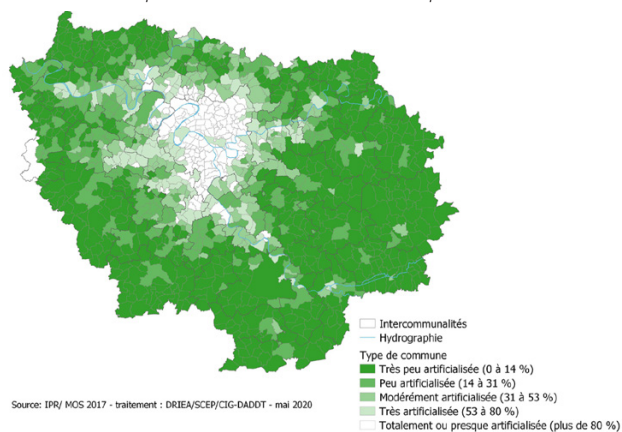 Intercommunalités
Hydrographie
Type de commune
Très peu artificialisée (0 à 14 %)
Peu artificialisée (14 à 31 %)
Modérément artificialisée (31 à 53 %)
Très artificialisée (53 à 80 %)
Totalement ou presque artificialisée (plus de 80 %)
Source: IPR/ MOS 2017 - traitement : DRIEA/SCEP/CIG-DADDT - mai 2020